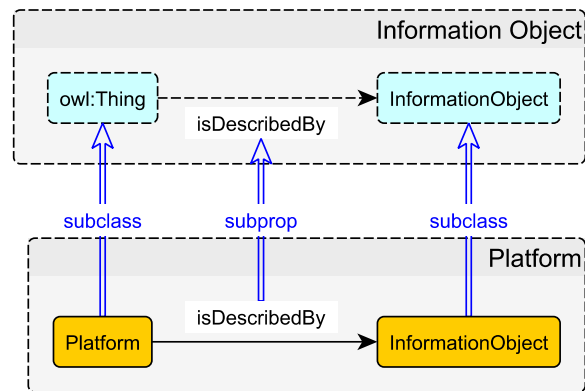 Information Object
owl:Thing
InformationObject
isDescribedBy
subclass
subprop
subclass
Platform
isDescribedBy
Platform
InformationObject